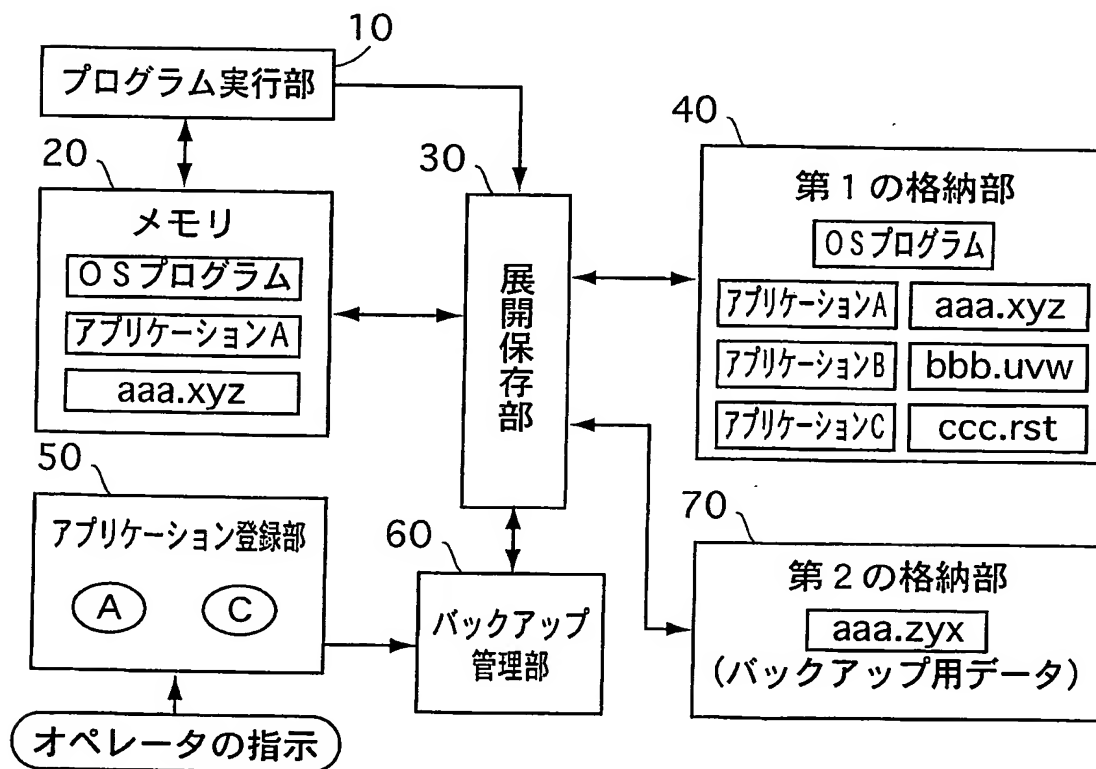 10
プログラム実行部
20
メモリ
OSプログラム
アプリケーションA
aaa.xyz
30
展開保存部
40
第1の格納部
OSプログラム
アプリケーションA
aaa.xyz
アプリケーションB
bbb.uvw
アプリケーションC
ccc.rst
50
アプリケーション登録部
A
C
60
バックアップ
管理部
70
第2の格納部
aaa.zyx
(バックアップ用データ)
オペレータの指示